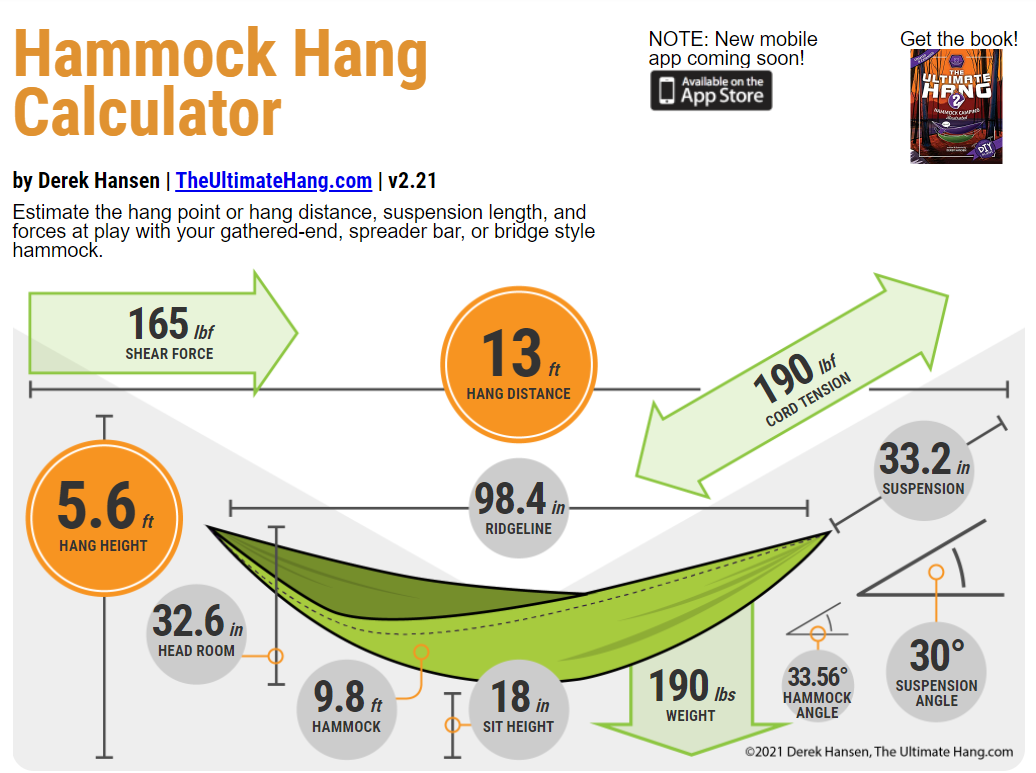 Hammock Hang
Calculator
NOTE: New mobile
app coming soon!
Available on the
App Store
Get the book!
THE
ULTIMATE
HANG
2
HAMMOCK CAMPING
illustrated
DIY
by Derek Hansen | TheUltimateHang.com | v2.21
Estimate the hang point or hang distance, suspension length, and
forces at play with your gathered-end, spreader bar, or bridge style
hammock.
165 lbf
SHEAR FORCE
13 ft
HANG DISTANCE
190 lbf
CORD TENSION
5.6 ft
HANG HEIGHT
98.4 in
RIDGELINE
33.2 in
SUSPENSION
32.6 in
HEAD ROOM
9.8 ft
HAMMOCK
18 in
SIT HEIGHT
190 lbs
WEIGHT
33.56°
HAMMOCK
ANGLE
30°
SUSPENSION
ANGLE
©2021 Derek Hansen, The Ultimate Hang.com